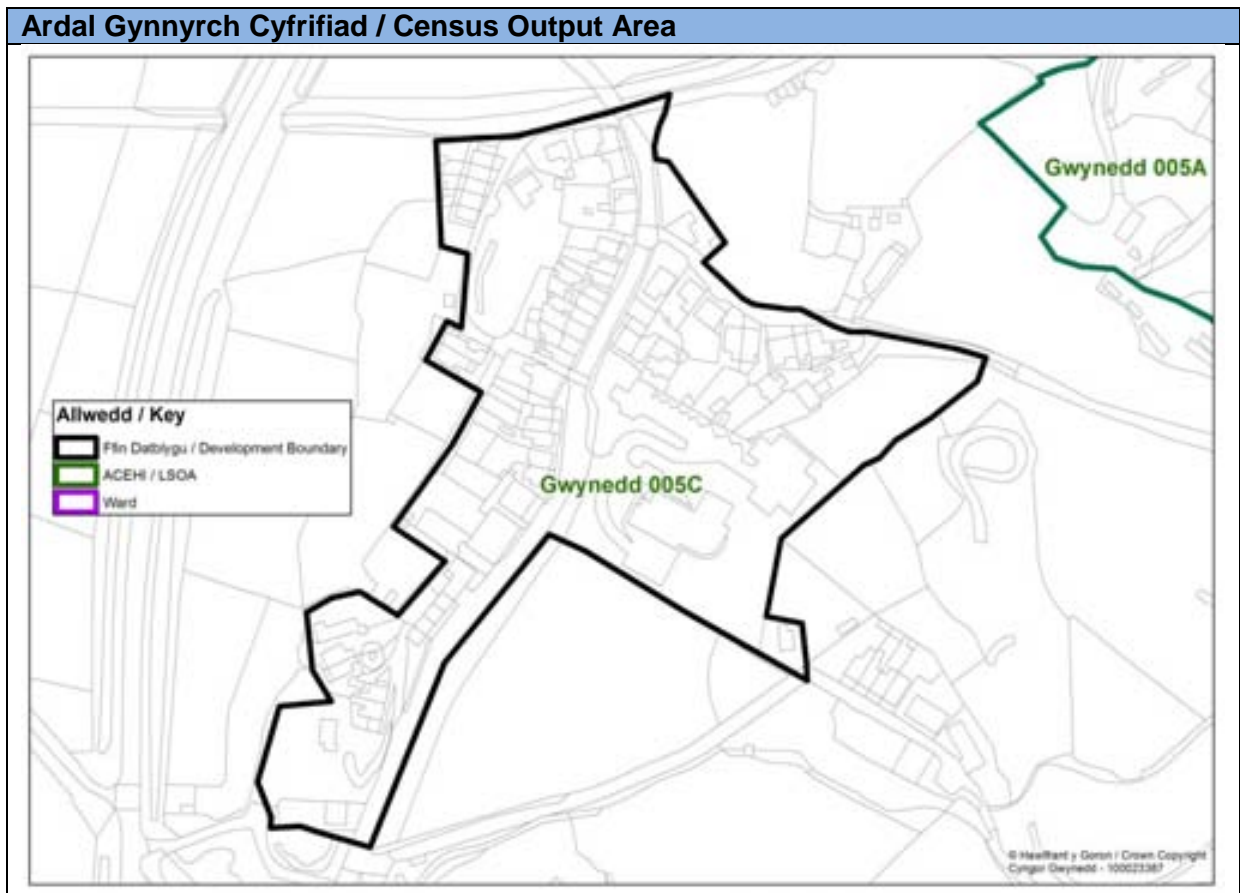 Ardal Gynnyrch Cyfrifiad / Census Output Area
Gwynedd 005A
Allwedd / Key
Ffin Datblygu / Development Boundary
ACEHI / LSOA
Ward
Gwynedd 005C
© Hawlfraint y Goron / Crown Copyright
Cyngor Gwynedd - 100023387